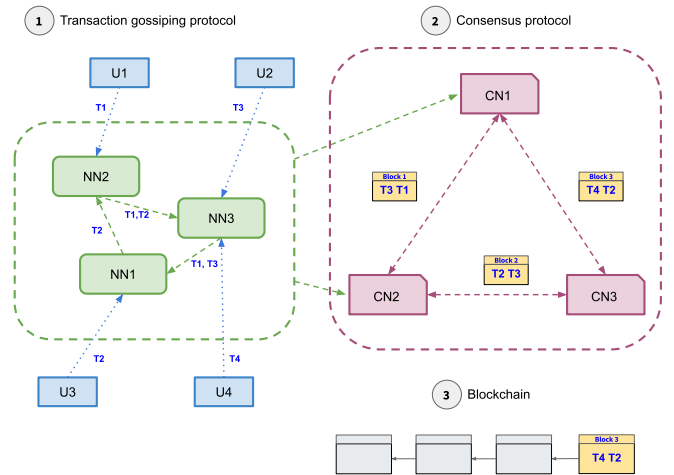 1 Transaction gossiping protocol
2 Consensus protocol
U1
U2
T1
T3
CN1
NN2
Block 1
T3 T1
Block 3
T4 T2
T1,T2
NN3
T2
T1, T3
NN1
Block 2
T2 T3
CN2
CN3
T2
T4
U3
U4
3 Blockchain
Block 3
T4 T2